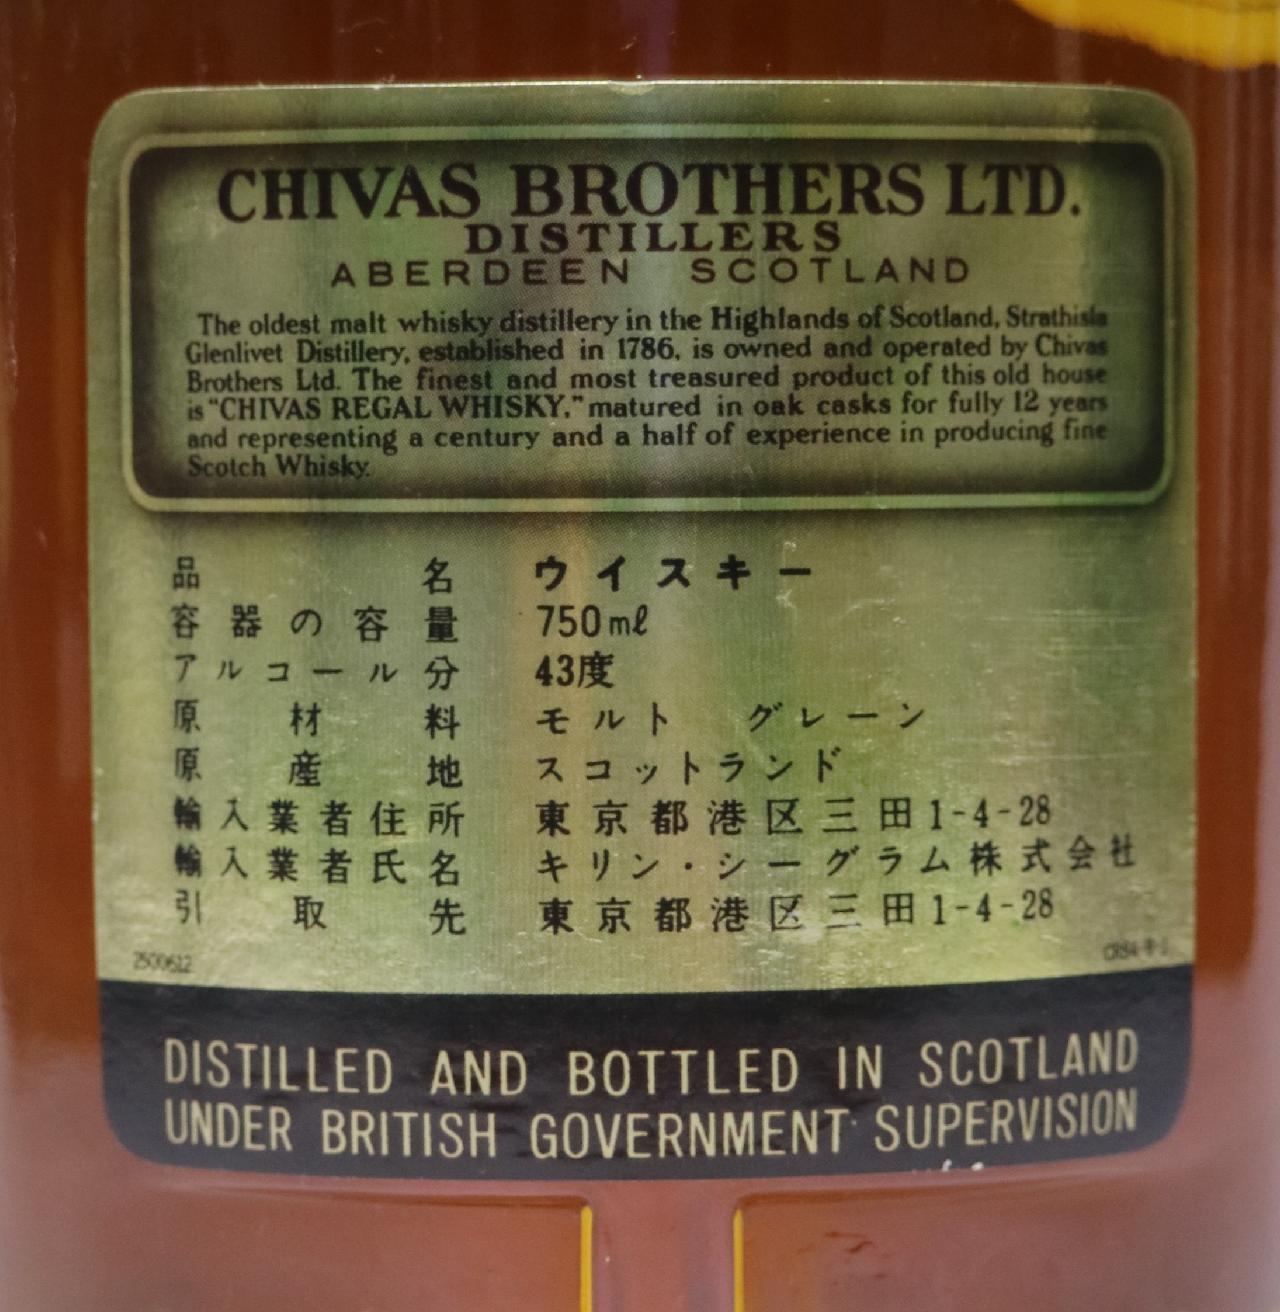 CHIVAS BROTHERS LTD.
DISTILLERS
ABERDEEN SCOTLAND
The oldest malt whisky distillery in the Highlands of Scotland, Strathisla
Glenlivet Distillery, established in 1786, is owned and operated by Chivas
Brothers Ltd. The finest and most treasured product of this old house
is "CHIVAS REGAL WHISKY," matured in oak casks for fully 12 years
and representing a century and a half of experience in producing fine
Scotch Whisky.
品名 ウイスキー
容器の容量 750mℓ
アルコール分 43度
原材料 モルト グレーン
原産地 スコットランド
輸入業者住所 東京都港区三田1-4-28
輸入業者氏名 キリン・シーグラム株式会社
引取先 東京都港区三田1-4-28
2500612
DISTILLED AND BOTTLED IN SCOTLAND
UNDER BRITISH GOVERNMENT SUPERVISION